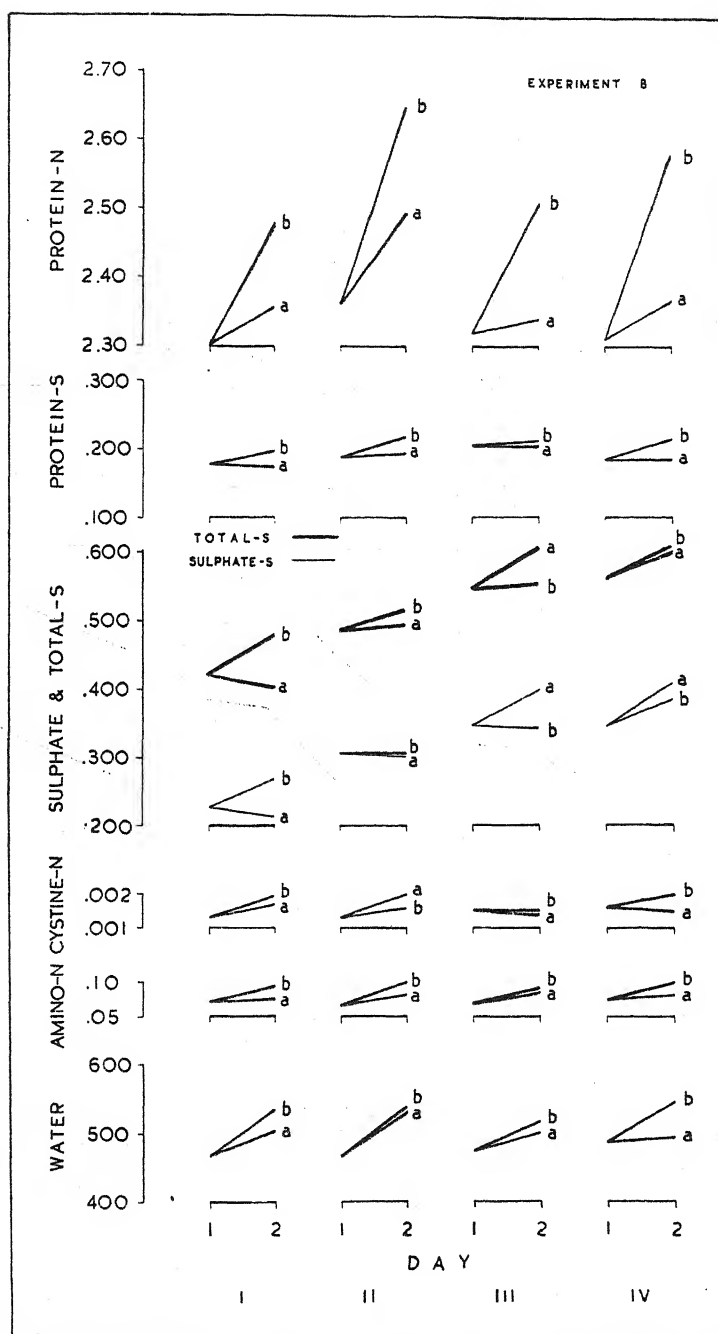 EXPERIMENT B
PROTEIN-N
2.70
2.60
2.50
2.40
2.30
b
a
b
a
b
a
b
a
PROTEIN-S
.300
.200
.100
b
a
b
a
b
a
b
a
SULPHATE & TOTAL-S
TOTAL-S
SULPHATE-S
.600
.500
.400
.300
.200
b
a
b
a
a
b
b
a
b
a
b
a
a
b
a
b
CYSTINE-N
.002
.001
b
a
a
b
b
a
b
a
AMINO-N
.10
.05
b
a
b
a
b
a
b
a
WATER
600
500
400
b
a
b
a
b
a
b
a
1 2 1 2 1 2 1 2
DAY
I II III IV